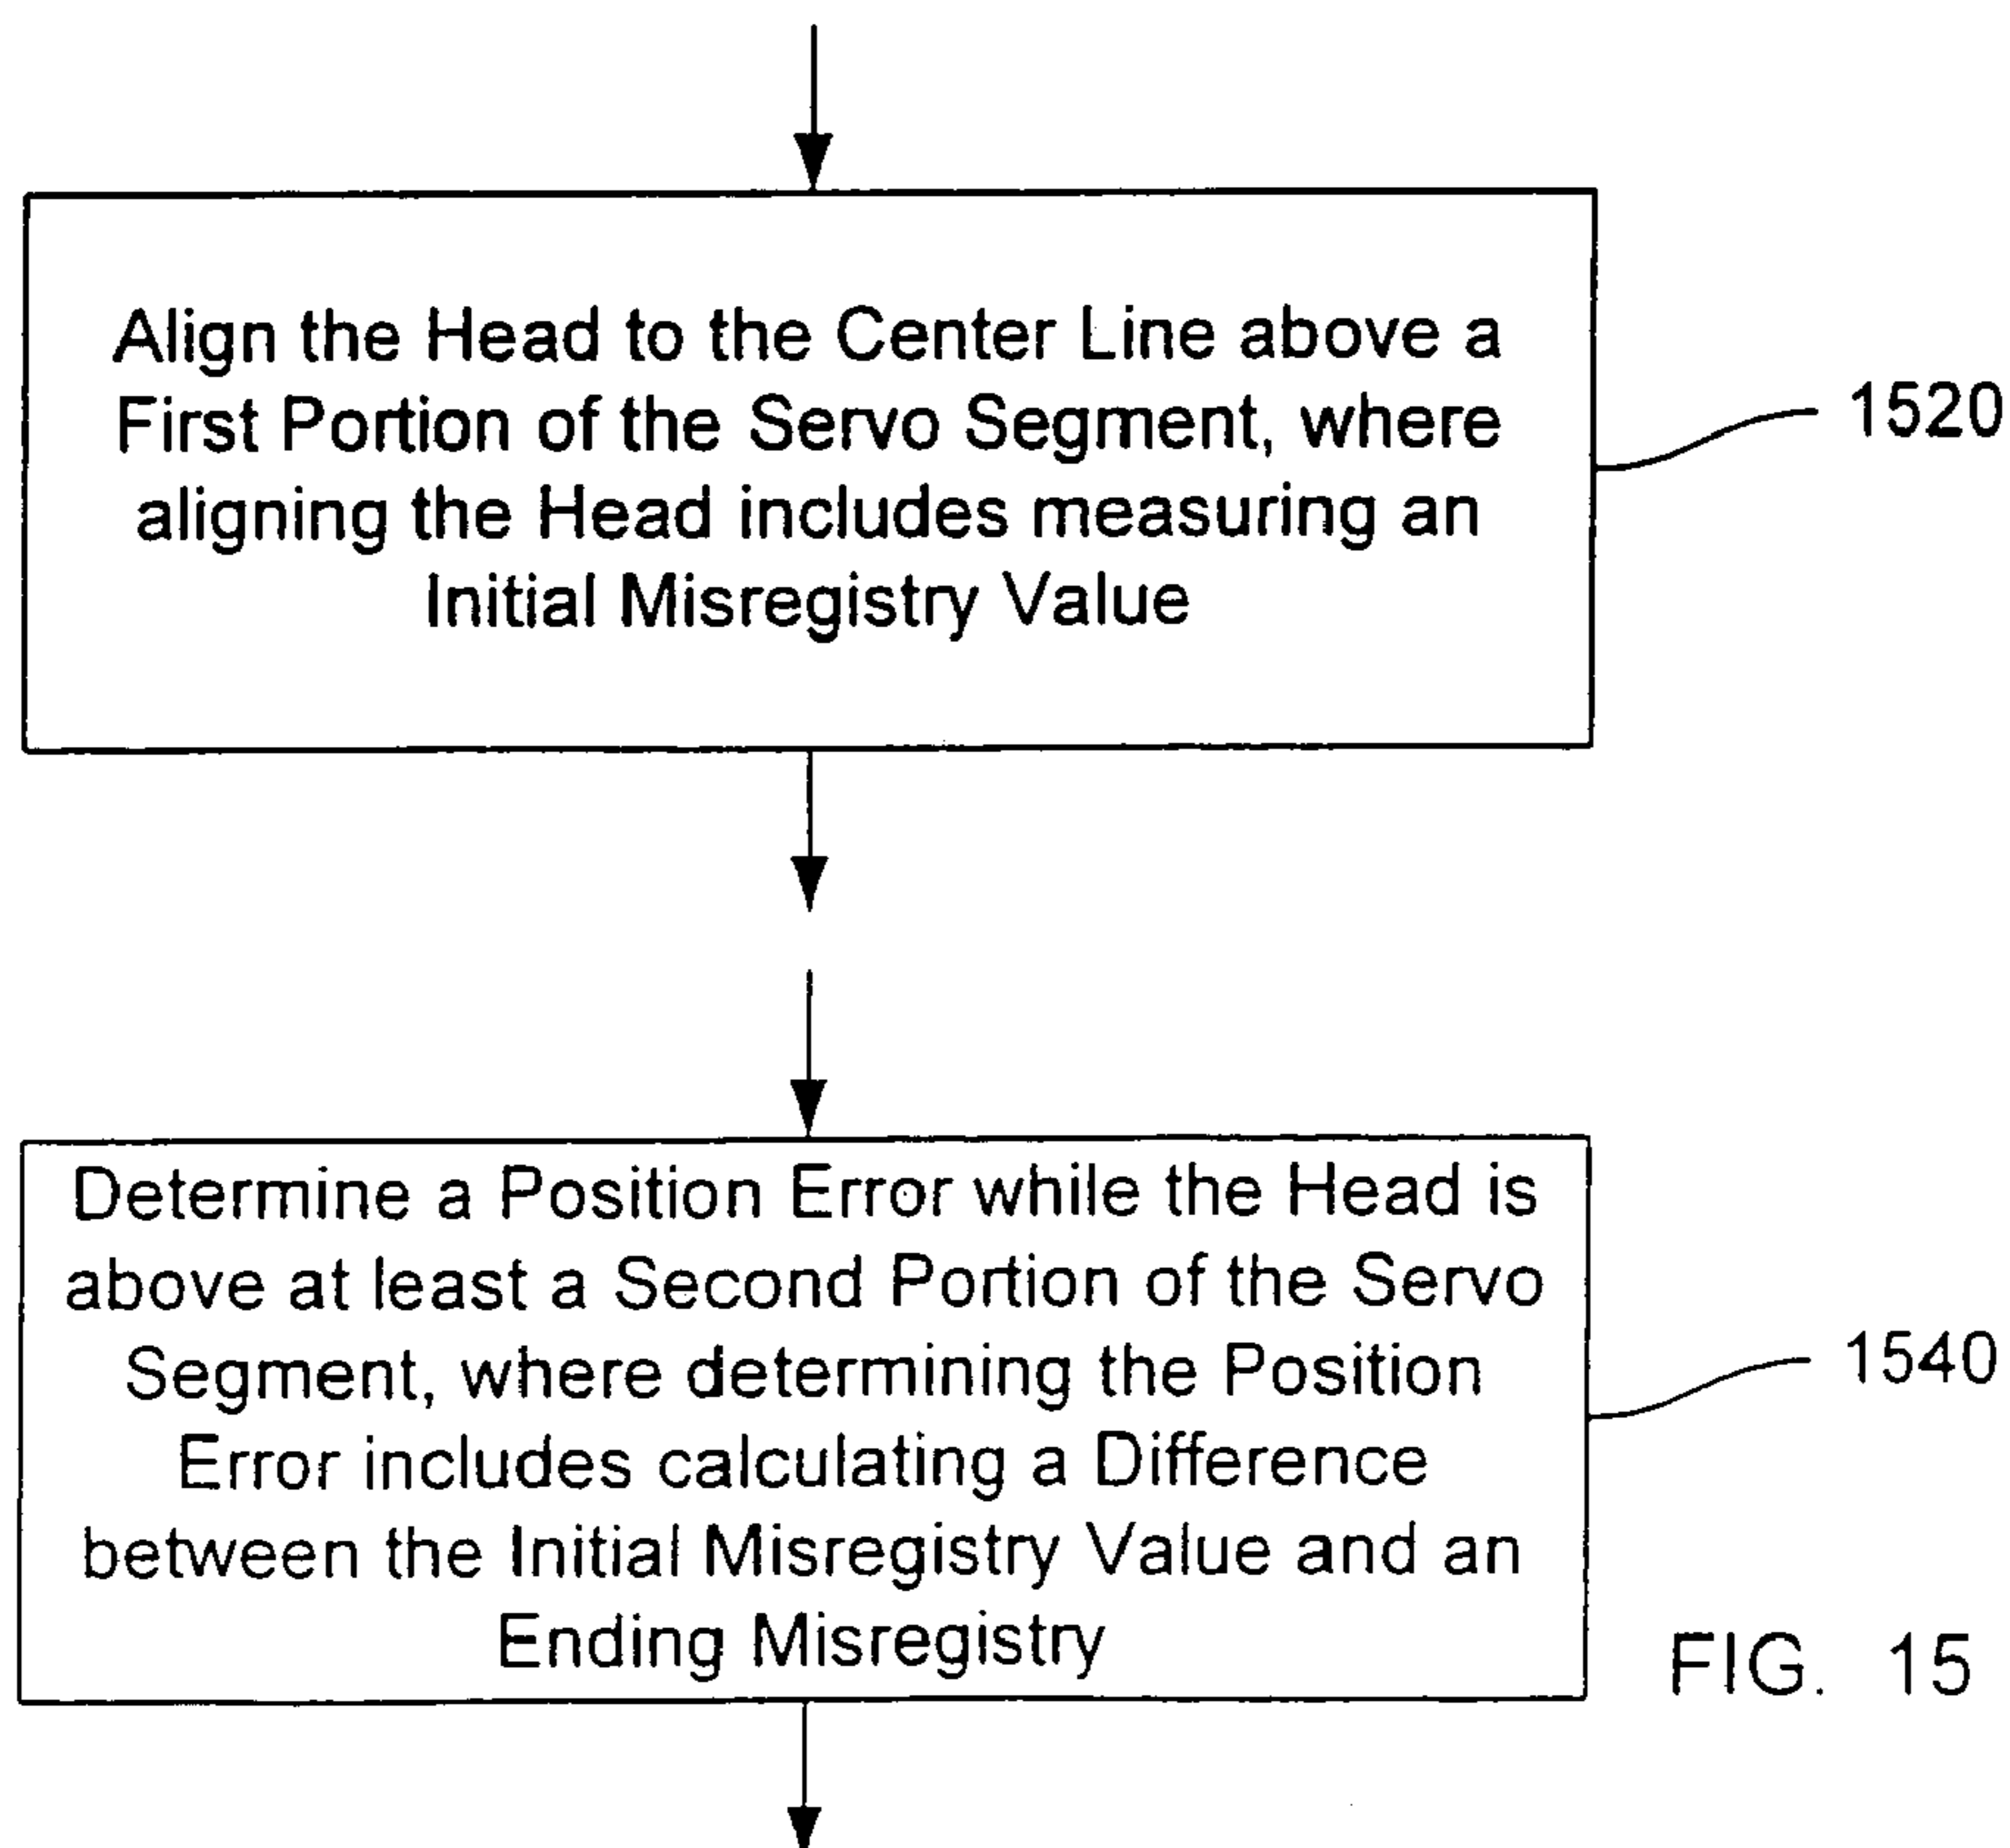 Align the Head to the Center Line above a
First Portion of the Servo Segment, where
aligning the Head includes measuring an
Initial Misregistry Value
1520
Determine a Position Error while the Head is
above at least a Second Portion of the Servo
Segment, where determining the Position
Error includes calculating a Difference
between the Initial Misregistry Value and an
Ending Misregistry
1540
FIG. 15